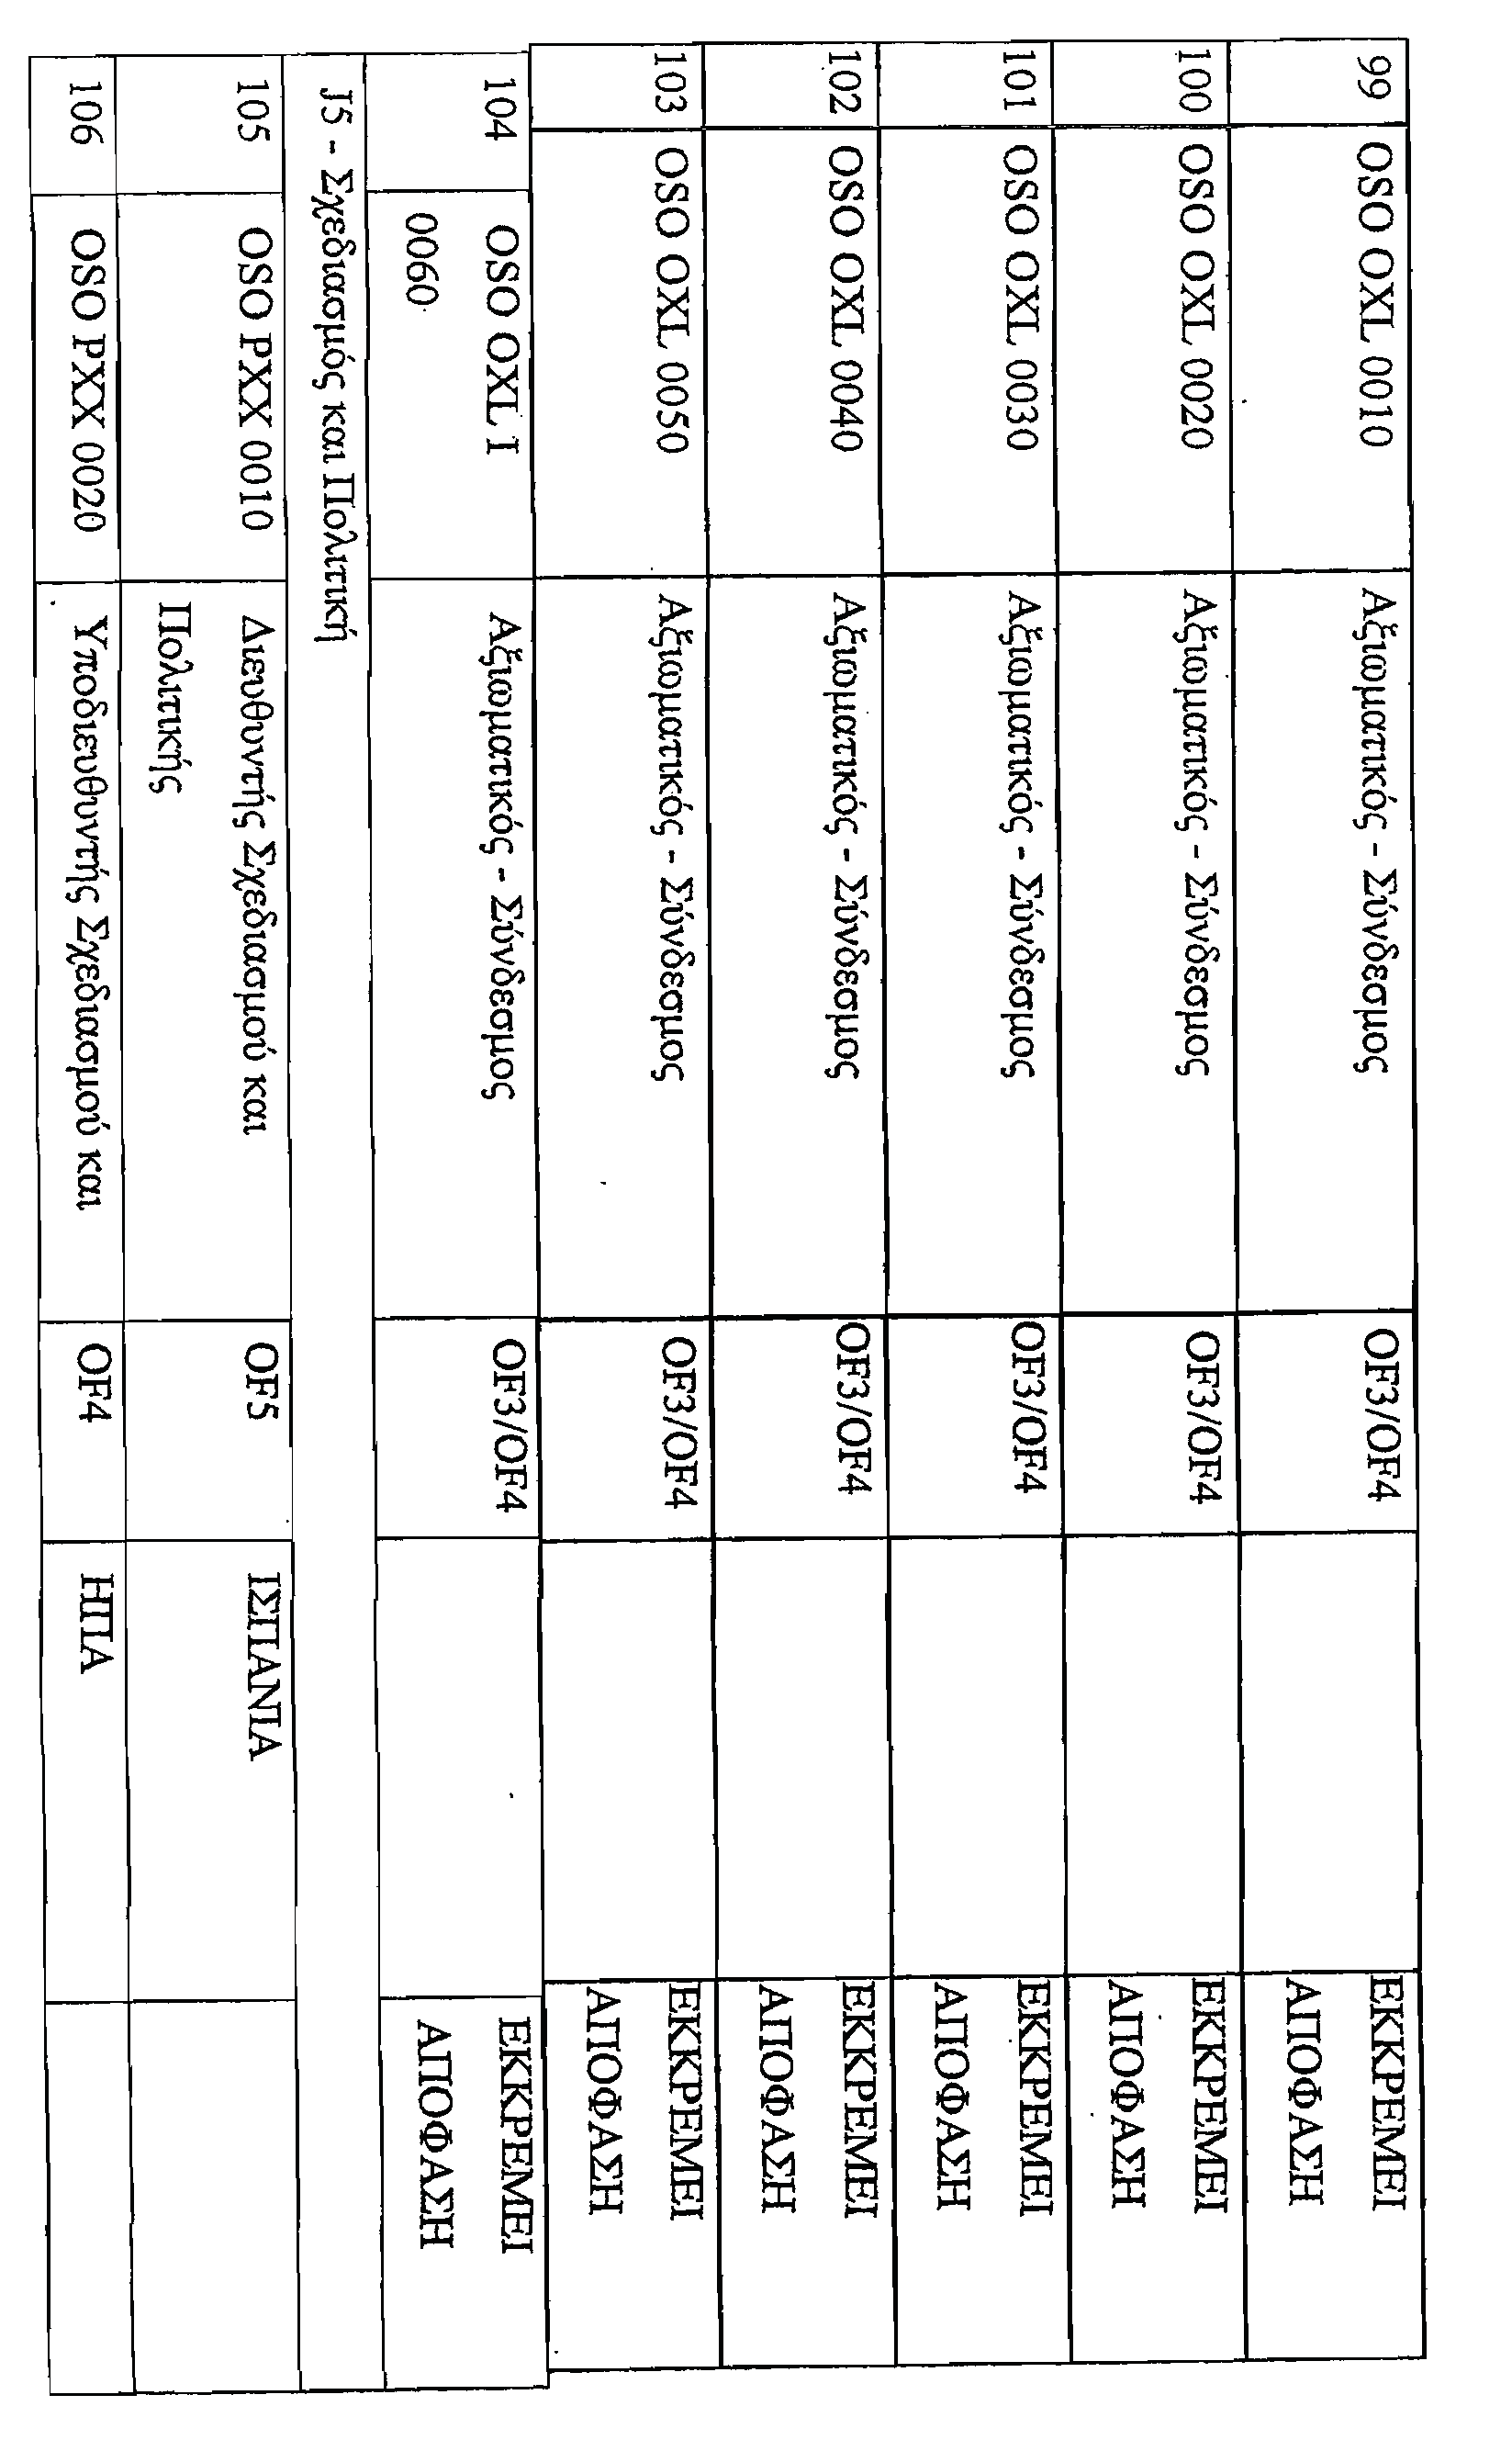 99 OSO OXL 0010 Αξιωματικός - Σύνδεσμος OF3/OF4 ΕΚΚΡΕΜΕΙ
ΑΠΟΦΑΣΗ
100 OSO OXL 0020 Αξιωματικός - Σύνδεσμος OF3/OF4 ΕΚΚΡΕΜΕΙ
ΑΠΟΦΑΣΗ
101 OSO OXL 0030 Αξιωματικός - Σύνδεσμος OF3/OF4 ΕΚΚΡΕΜΕΙ
ΑΠΟΦΑΣΗ
102 OSO OXL 0040 Αξιωματικός - Σύνδεσμος OF3/OF4 ΕΚΚΡΕΜΕΙ
ΑΠΟΦΑΣΗ
103 OSO OXL 0050 Αξιωματικός - Σύνδεσμος OF3/OF4 ΕΚΚΡΕΜΕΙ
ΑΠΟΦΑΣΗ
104 OSO OXL I Αξιωματικός - Σύνδεσμος OF3/OF4 ΕΚΚΡΕΜΕΙ
0060 ΑΠΟΦΑΣΗ
J5 - Σχεδιασμός και Πολιτική
105 OSO PXX 0010 Διευθυντής Σχεδιασμού και OF5 ΙΣΠΑΝΙΑ
Πολιτικής
106 OSO PXX 0020 Υποδιευθυντής Σχεδιασμού και OF4 ΗΠΑ